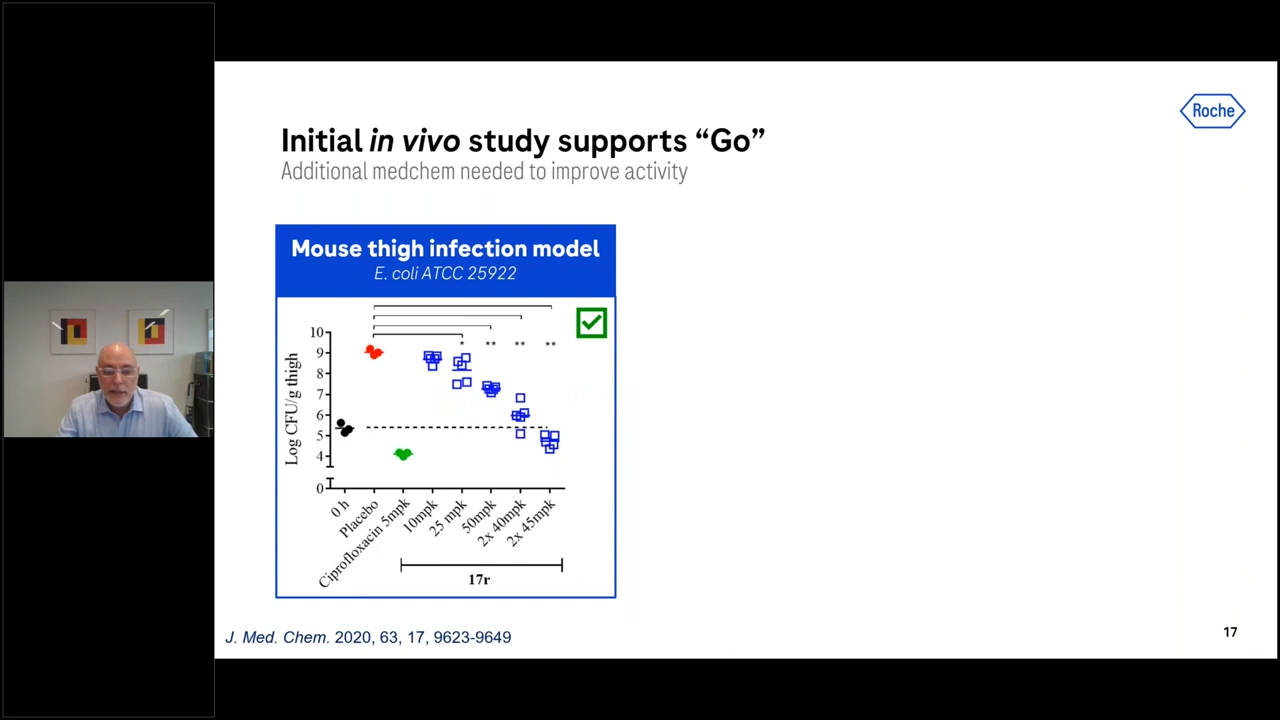 Roche
Initial in vivo study supports “Go”
Additional medchem needed to improve activity
Mouse thigh infection model
E. coli ATCC 25922
Log CFU/g thigh
10
9
8
7
6
5
4
0
* ** ** **
0 h
Placebo
Ciprofloxacin 5mpk
10mpk
25 mpk
50mpk
2x 40mpk
2x 45mpk
17r
J. Med. Chem. 2020, 63, 17, 9623-9649
17